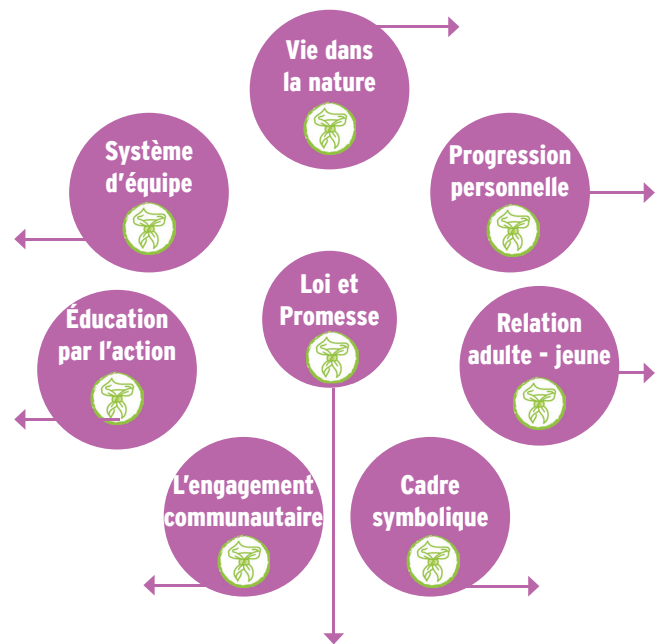 Vie dans
la nature
Système
d'équipe
Progression
personnelle
Loi et
Promesse
Éducation
par l'action
Relation
adulte - jeune
L'engagement
communautaire
Cadre
symbolique